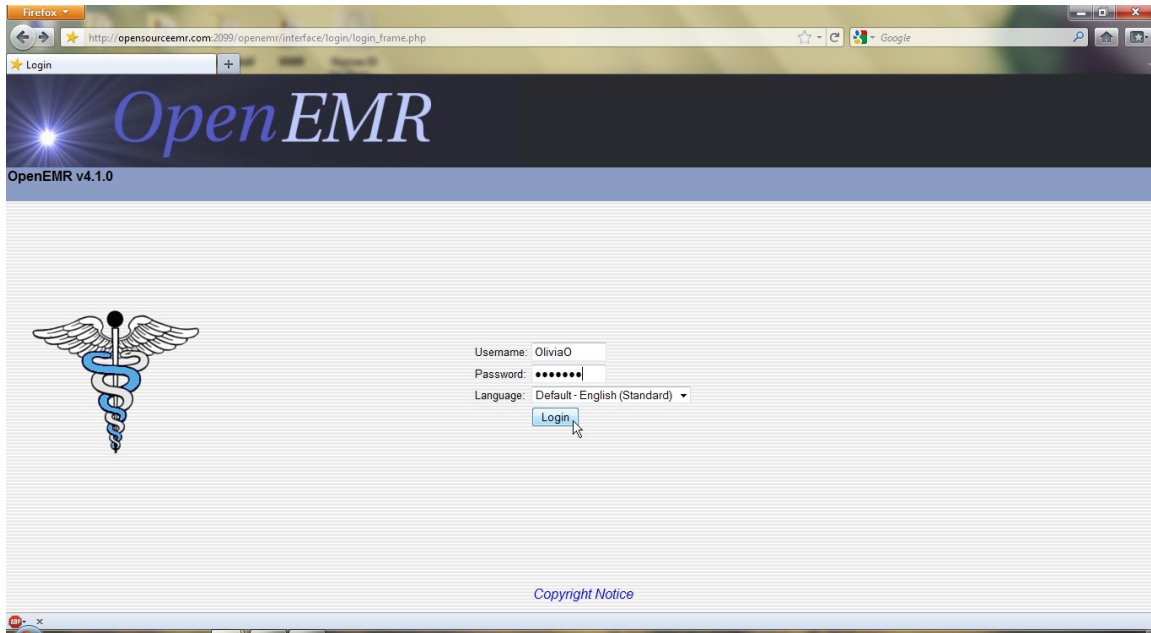 Firefox
http://opensourceemr.com:2099/openemr/interface/login/login_frame.php
Google
Login
OpenEMR
OpenEMR v4.1.0
Username: OliviaO
Password: •••••••
Language: Default - English (Standard)
Login
Copyright Notice
ABP